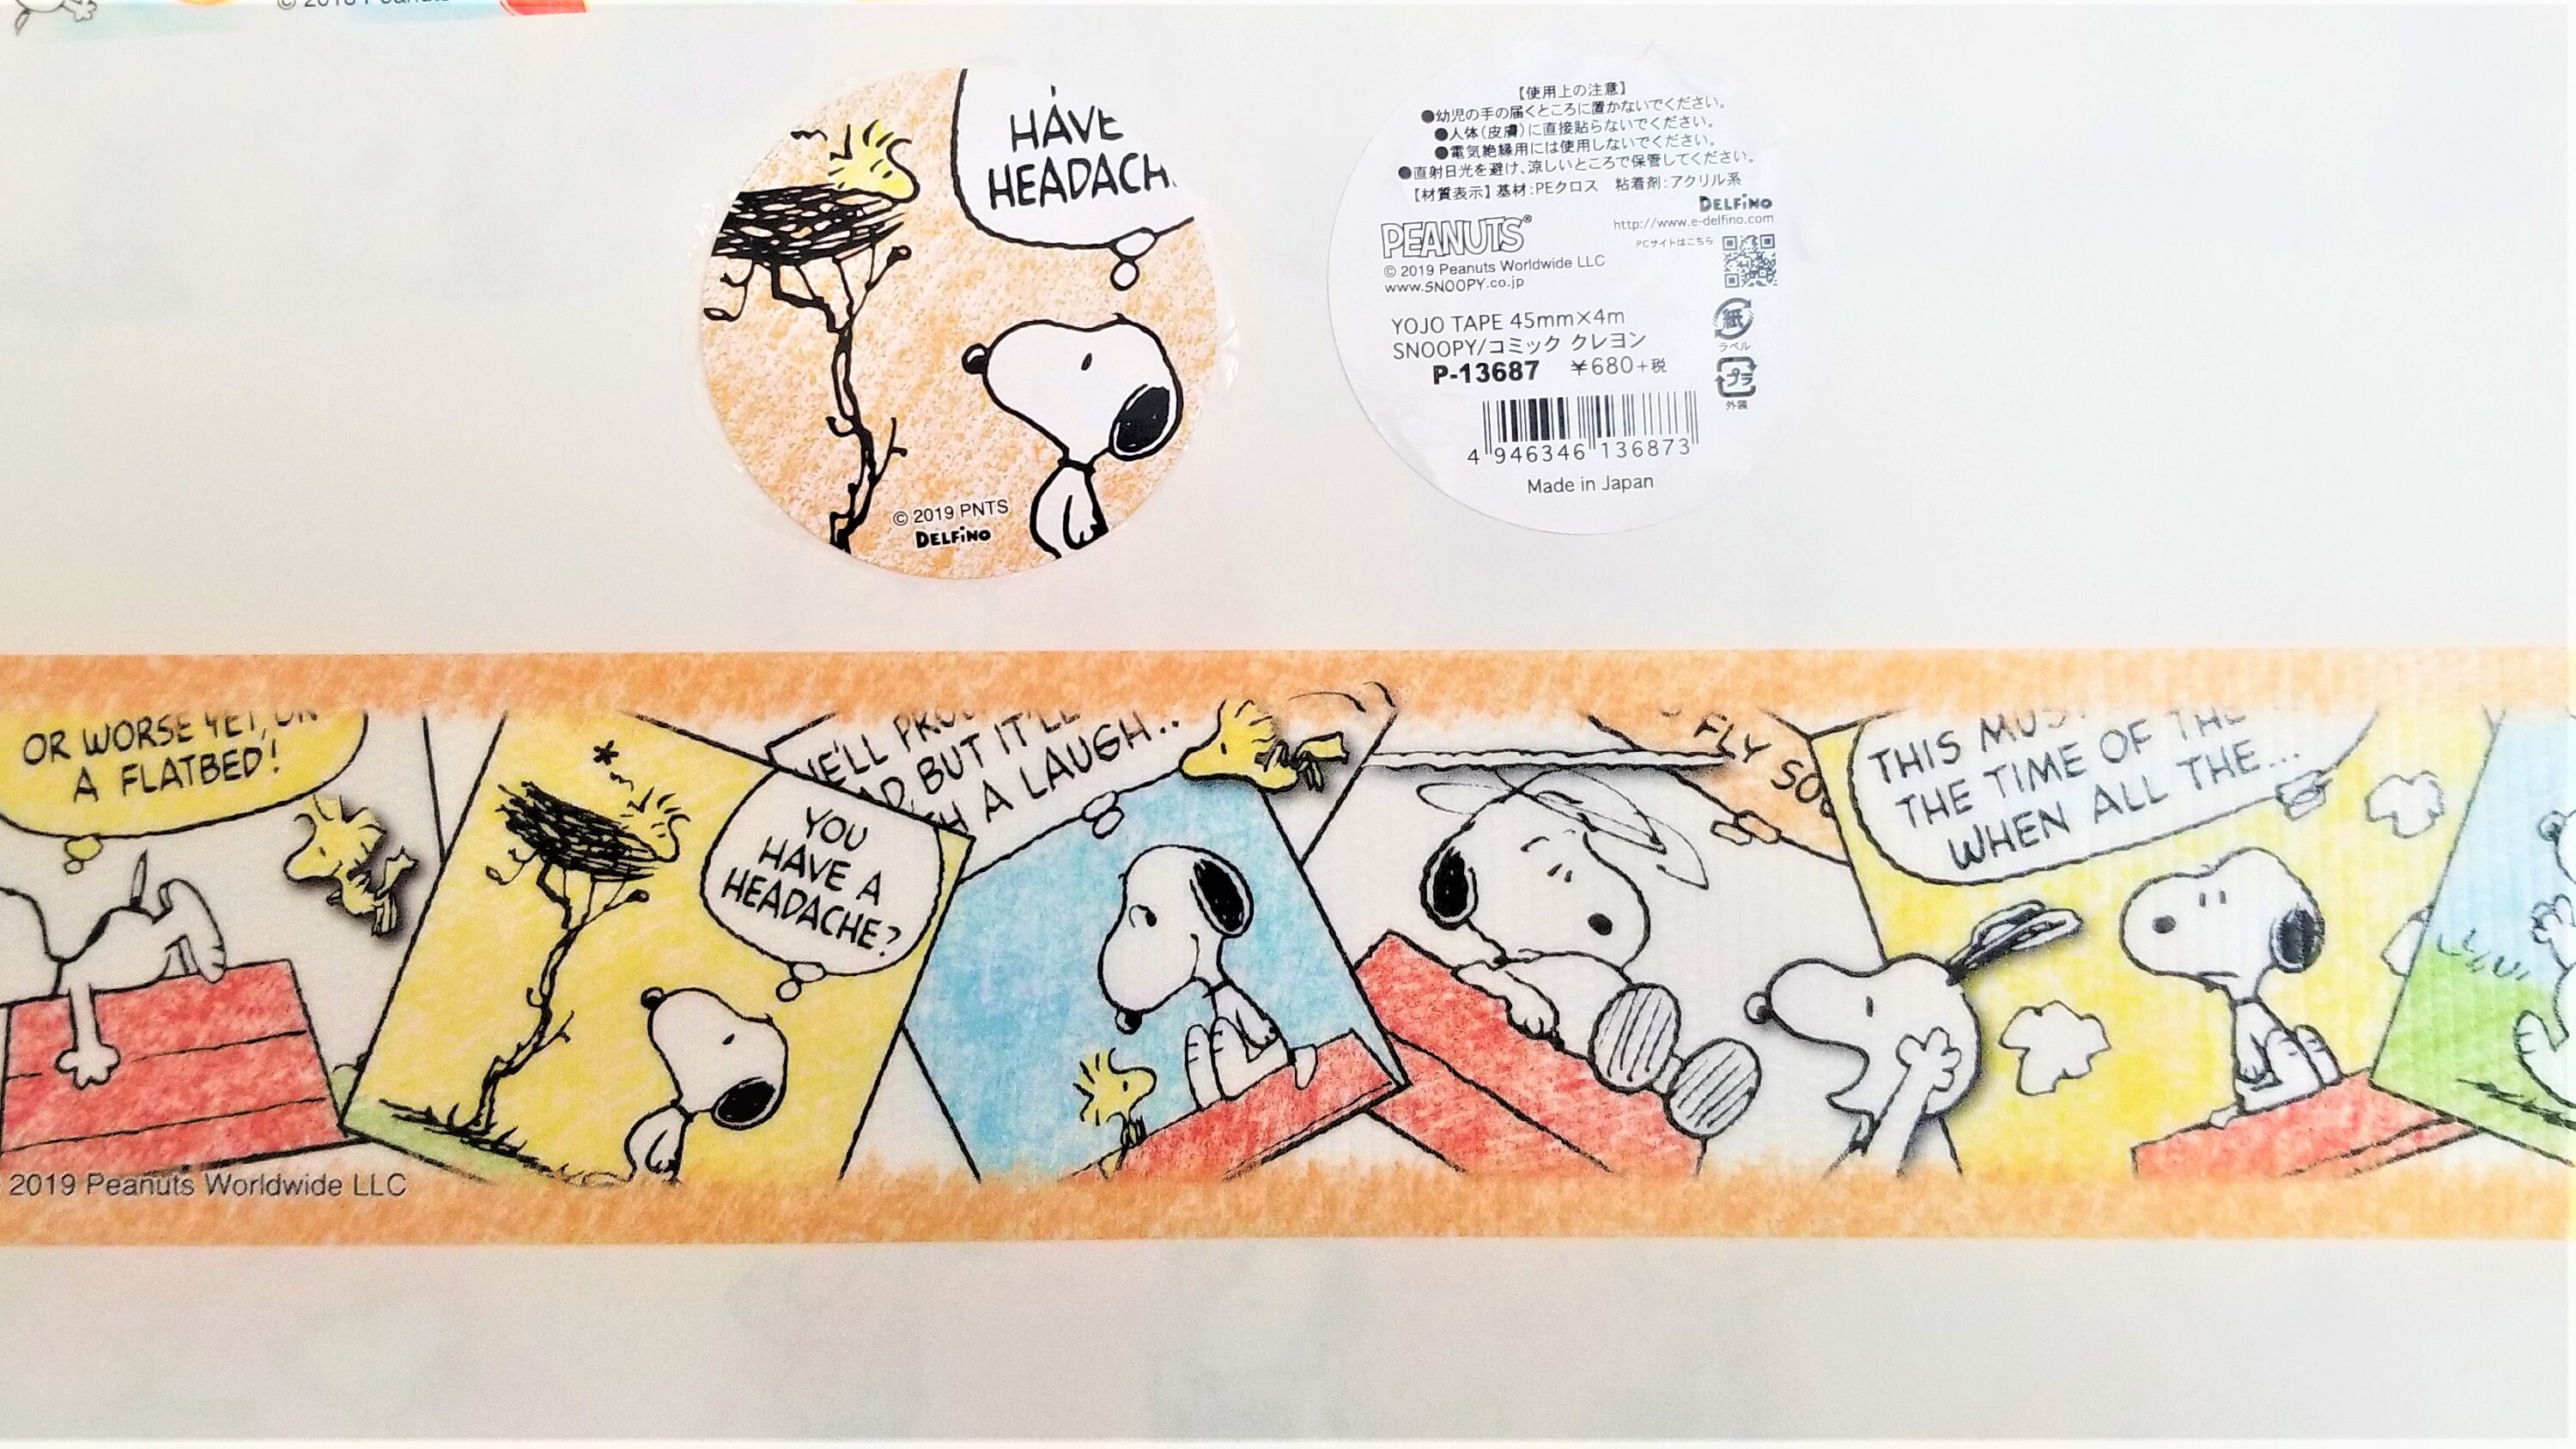 © 2018 Peanuts
HAVE
HEADACH
© 2019 PNTS
DELFINO
【使用上の注意】
●幼児の手の届くところに置かないでください。
●人体(皮膚)に直接貼らないでください。
●電気絶縁用には使用しないでください。
●直射日光を避け、涼しいところで保管してください。
【材質表示】基材:PEクロス 粘着剤:アクリル系
DELFINO
http://www.e-delfino.com
PCサイトはこちら
PEANUTS®
© 2019 Peanuts Worldwide LLC
www.SNOOPY.co.jp
YOJO TAPE 45mm×4m
SNOOPY/コミック クレヨン
P-13687 ¥680+税
紙
ラベル
プラ
外装
4 946346 136873
Made in Japan
OR WORSE YET, ON
A FLATBED!
YOU
HAVE A
HEADACHE?
BUT IT'LL
A LAUGH...
FLY
THIS
THE TIME OF THE
WHEN ALL THE...
2019 Peanuts Worldwide LLC